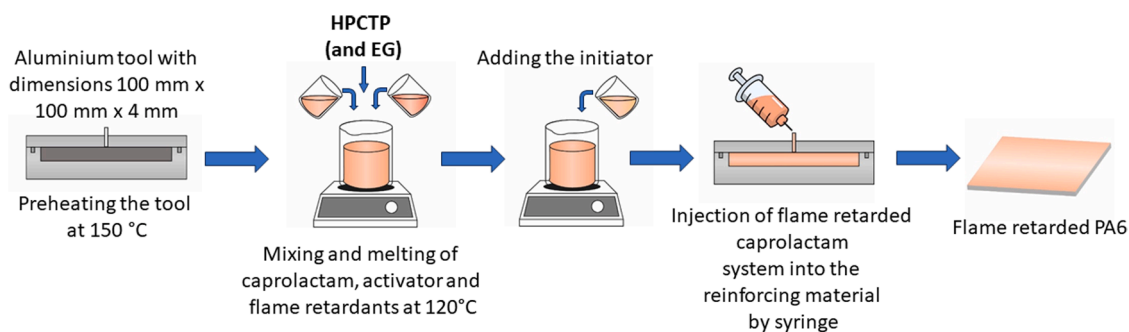 Aluminium tool with
dimensions 100 mm x
100 mm x 4 mm
Preheating the tool
at 150 °C
HPCTP
(and EG)
Mixing and melting of
caprolactam, activator and
flame retardants at 120°C
Adding the initiator
Injection of flame retarded
caprolactam
system into the
reinforcing material
by syringe
Flame retarded PA6